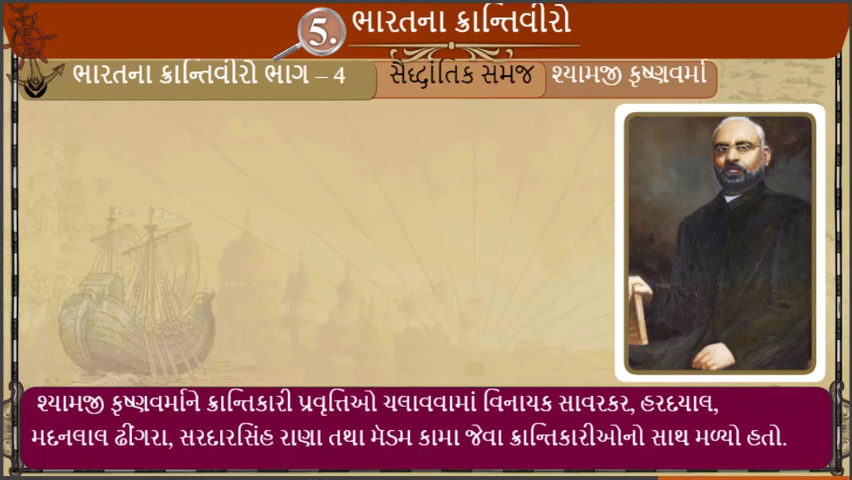 5. ભારતના ક્રાન્તિવીરો
ભારતના ક્રાન્તિવીરો ભાગ – 4 સૈદ્ધાંતિક સમજ શ્યામજી કૃષ્ણવર્મા
શ્યામજી કૃષ્ણવર્માને ક્રાન્તિકારી પ્રવૃત્તિઓ ચલાવવામાં વિનાયક સાવરકર, હરદયાલ,
મદનલાલ ઢીંગરા, સરદારસિંહ રાણા તથા મૅડમ કામા જેવા ક્રાન્તિકારીઓનો સાથ મળ્યો હતો.